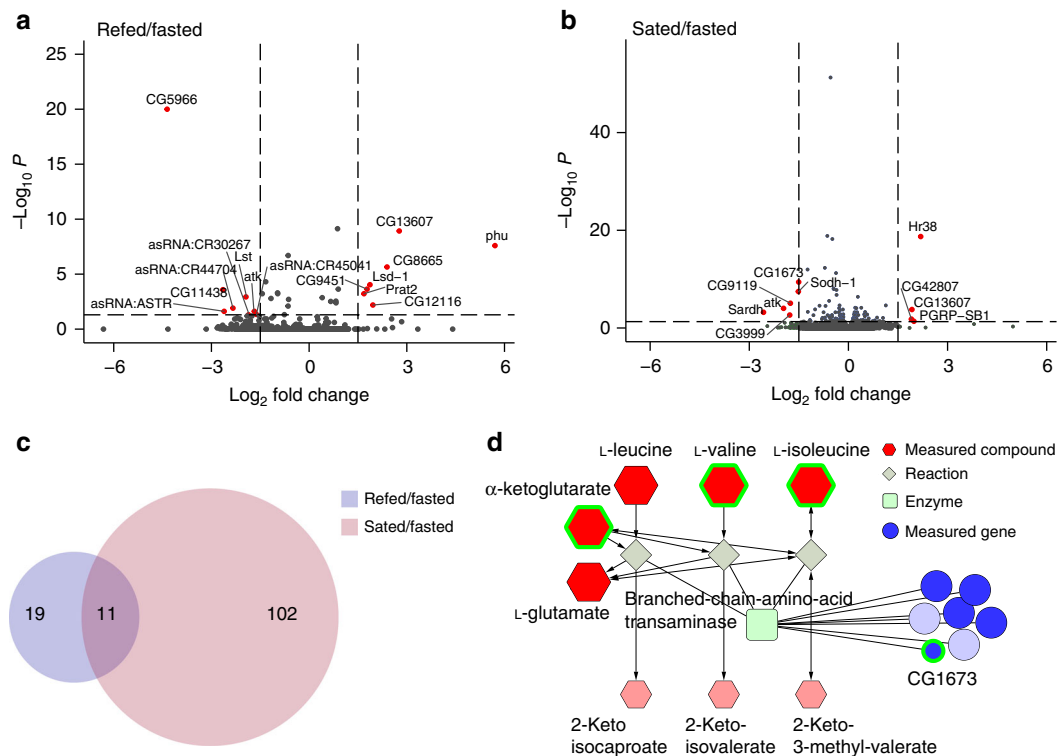 a
Refed/fasted
25
20
15
10
5
0
−Log10 P
CG5966
CG13607
phu
asRNA:CR30267
Lst
CG8665
asRNA:CR44704
atk
asRNA:CR45041
Lsd−1
CG9451
Prat2
CG11438
asRNA:ASTR
CG12116
−6
−3
0
3
6
Log2 fold change
b
Sated/fasted
40
20
0
−Log10 P
Hr38
CG1673
CG9119
Sodh−1
CG42807
atk
CG13607
Sardh
PGRP−SB1
CG3999
−6
−3
0
3
6
Log2 fold change
c
Refed/fasted
Sated/fasted
19
11
102
d
L-leucine
L-valine
L-isoleucine
Measured compound
Reaction
Enzyme
Measured gene
α-ketoglutarate
L-glutamate
Branched-chain-amino-acid
transaminase
CG1673
2-Keto
isocaproate
2-Keto-
isovalerate
2-Keto-
3-methyl-valerate